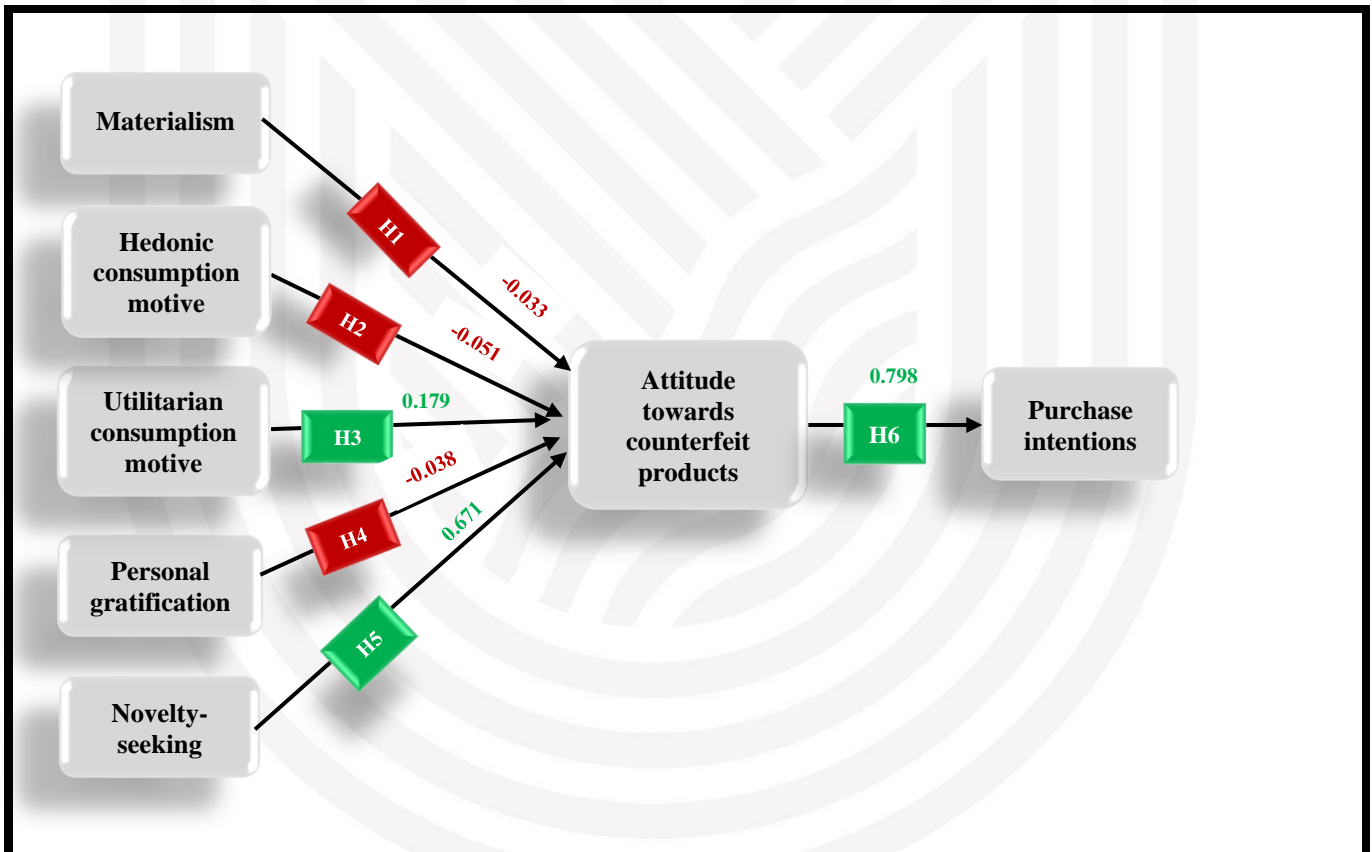 Materialism
H1
-0.033
Hedonic
consumption
motive
H2
-0.051
Utilitarian
consumption
motive
H3
0.179
Personal
gratification
H4
-0.038
Novelty-
seeking
H5
0.671
Attitude
towards
counterfeit
products
0.798
H6
Purchase
intentions